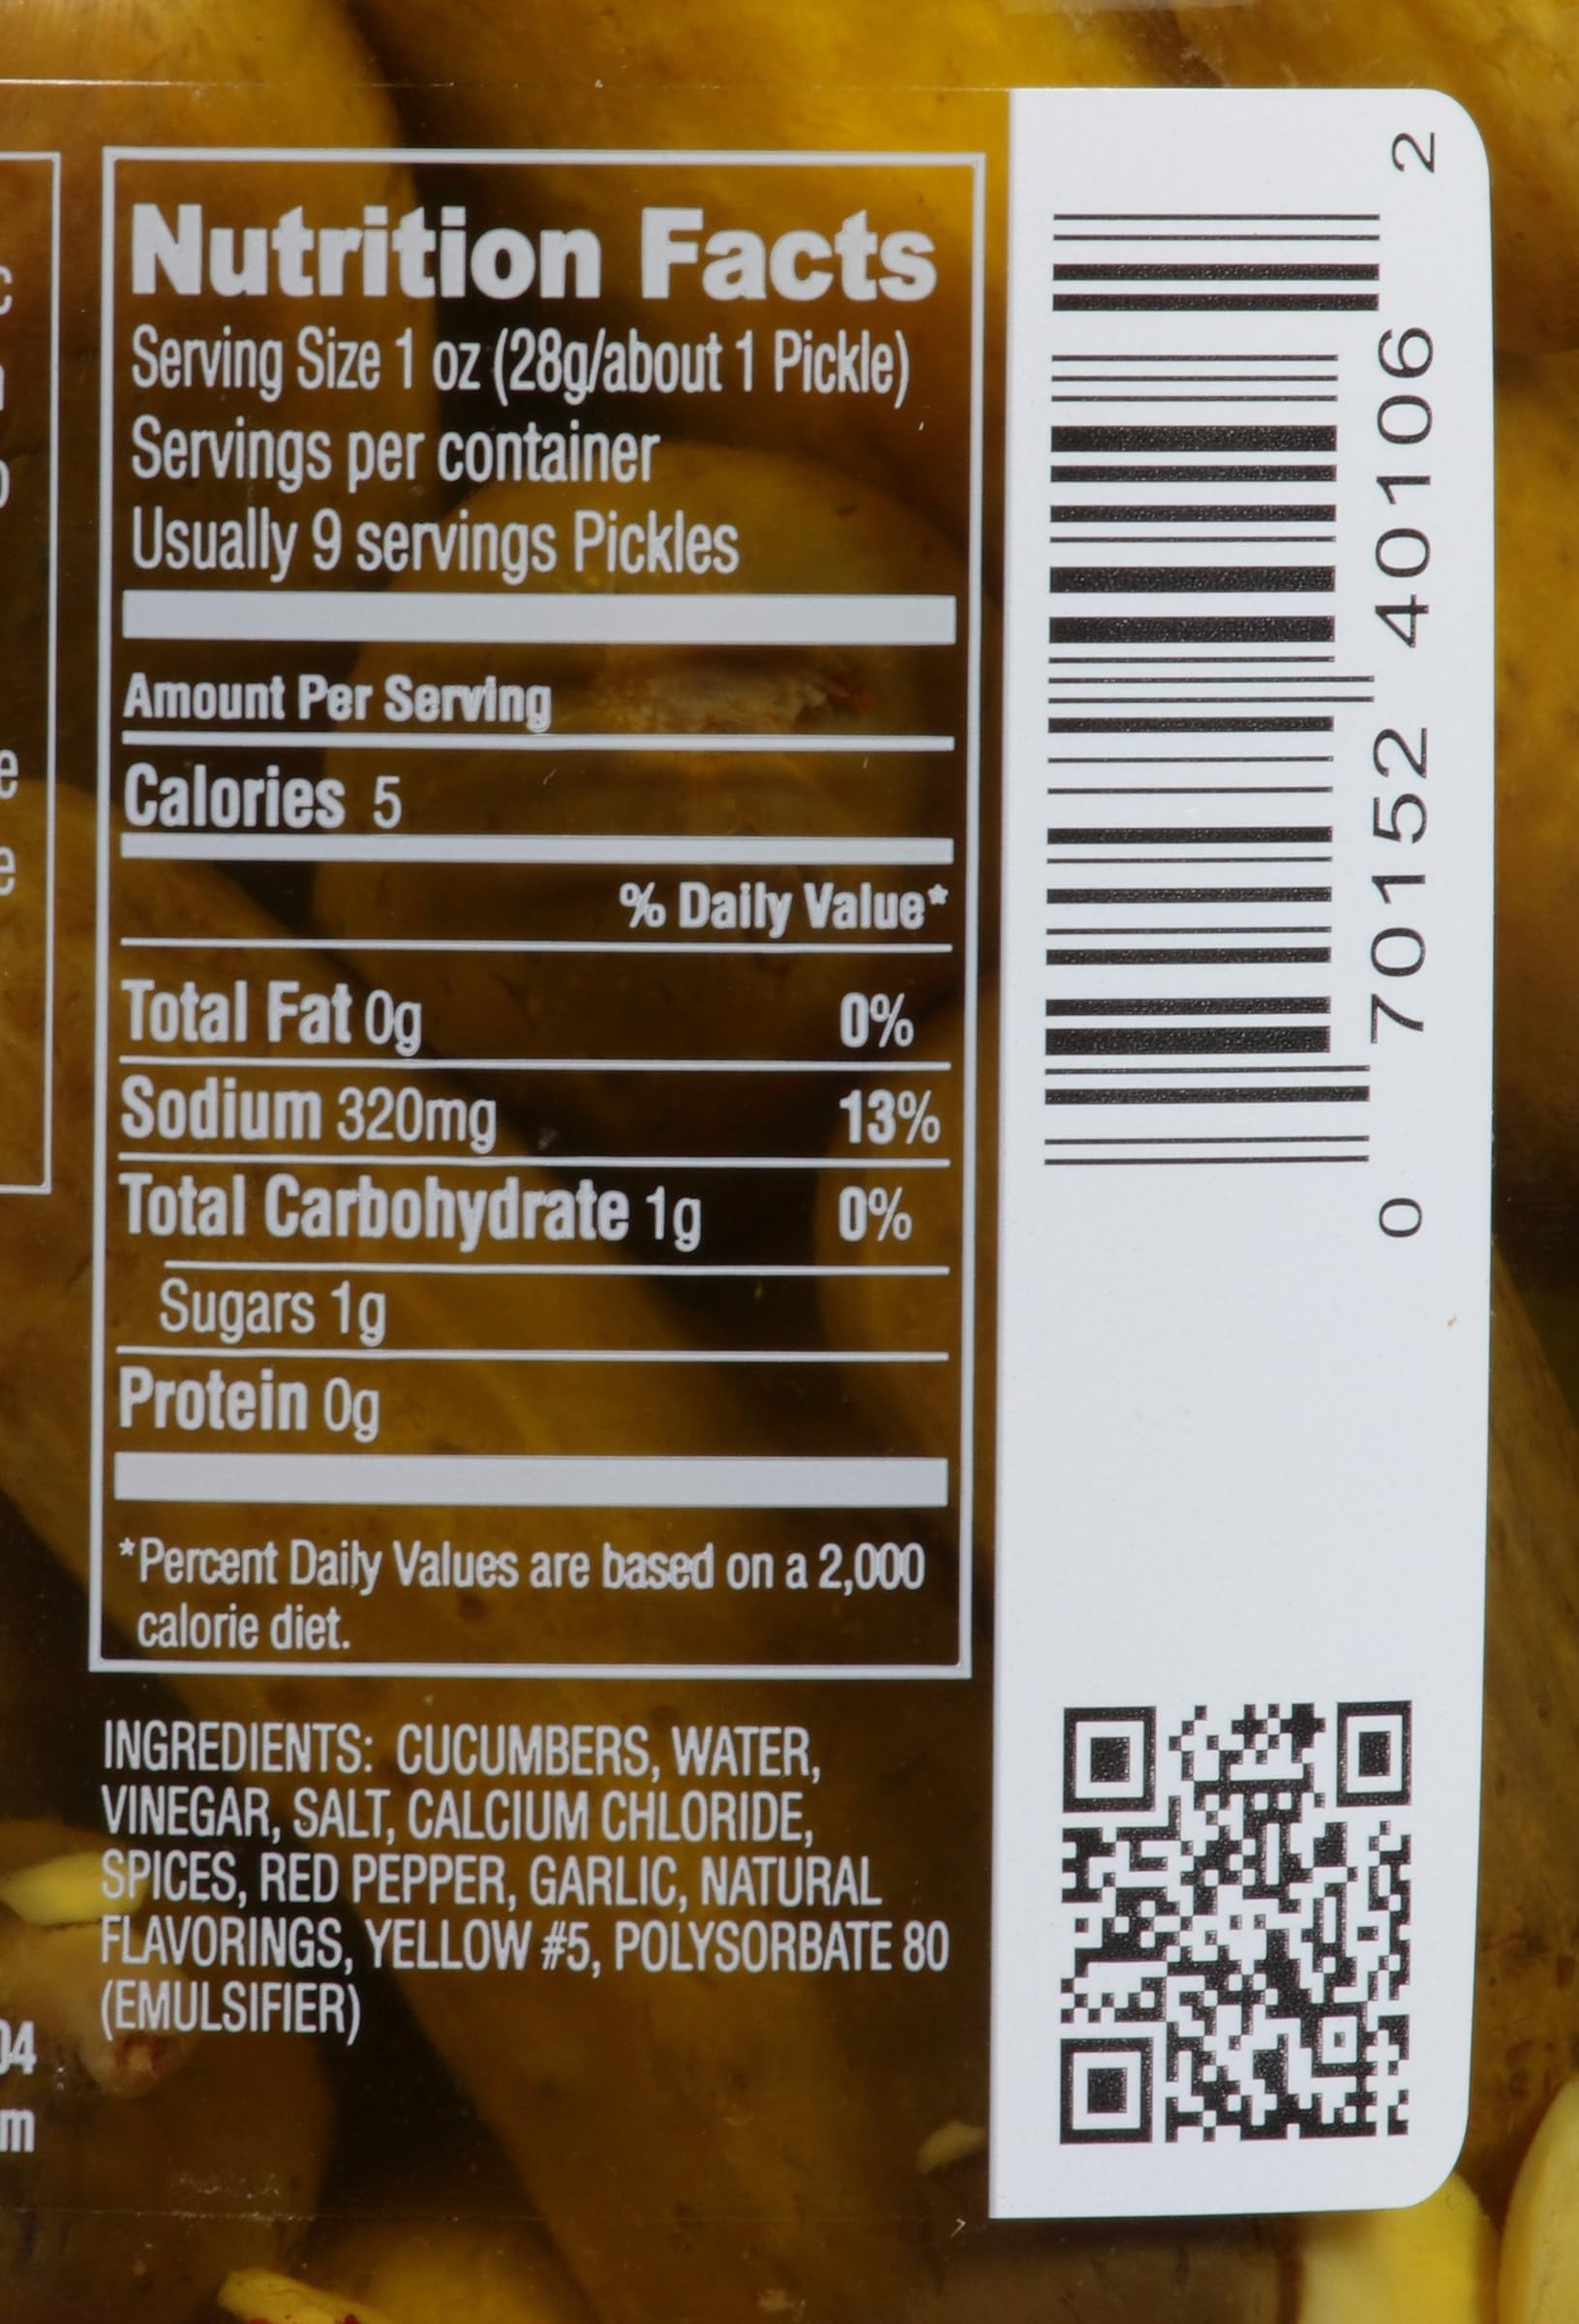 Nutrition Facts
Serving Size 1 oz (28g/about 1 Pickle)
Servings per container
Usually 9 servings Pickles
Amount Per Serving
Calories 5
% Daily Value*
Total Fat 0g 0%
Sodium 320mg 13%
Total Carbohydrate 1g 0%
Sugars 1g
Protein 0g
*Percent Daily Values are based on a 2,000
calorie diet.
INGREDIENTS: CUCUMBERS, WATER,
VINEGAR, SALT, CALCIUM CHLORIDE,
SPICES, RED PEPPER, GARLIC, NATURAL
FLAVORINGS, YELLOW #5, POLYSORBATE 80
(EMULSIFIER)
0 70152 40106 2